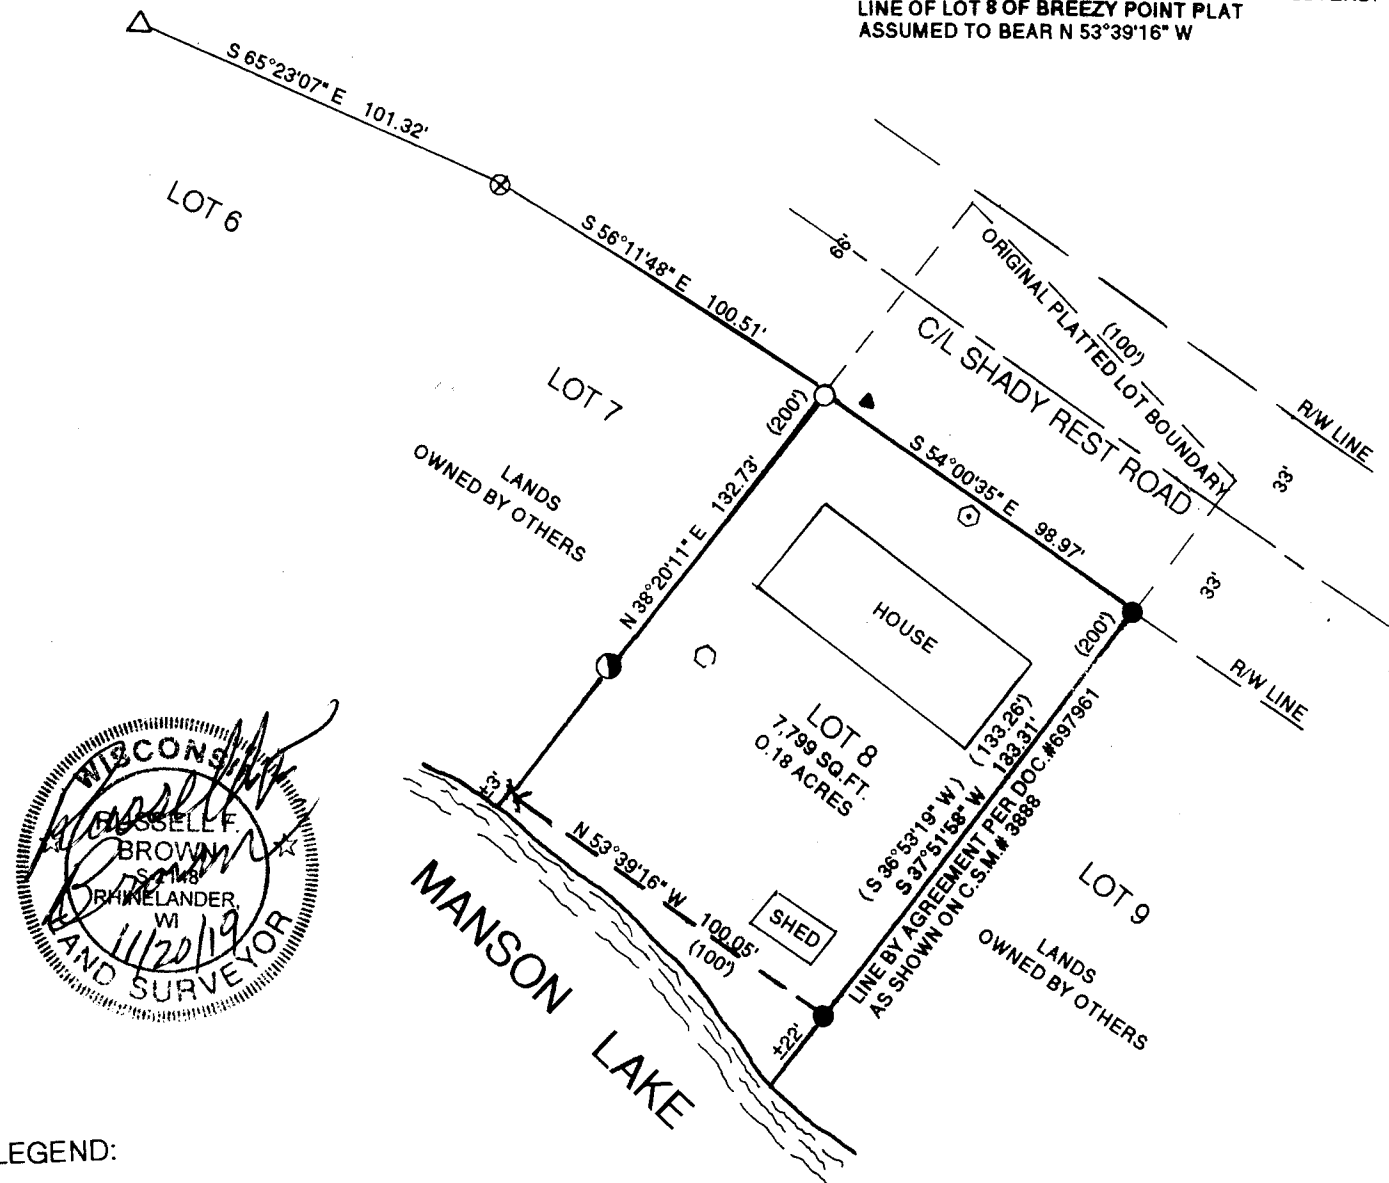 LINE OF LOT 8 OF BREEZY POINT PLAT
ASSUMED TO BEAR N 53°39'16" W
S 65°23'07" E 101.32'
LOT 6
S 56°11'48" E 100.51'
66'
ORIGINAL PLATTED LOT BOUNDARY
(100')
C/L SHADY REST ROAD
R/W LINE
33'
33'
R/W LINE
LOT 7
LANDS
OWNED BY OTHERS
(200')
N 38°20'11" E 132.73'
S 54°00'35" E 98.97'
(200')
HOUSE
LOT 8
7,799 SQ.FT.
0.18 ACRES
(S 36°53'19" W) (133.26')
S 37°51'58" W 133.31'
LINE BY AGREEMENT PER DOC.#697961
AS SHOWN ON C.S.M.# 3888
±3'
N 53°39'16" W 100.05'
(100')
SHED
±22'
LOT 9
LANDS
OWNED BY OTHERS
MANSON LAKE
WISCONSIN
RUSSELL F.
BROWN
S-2148
RHINELANDER,
WI
LAND SURVEYOR
Russell F. Brown
11/20/19
LEGEND: